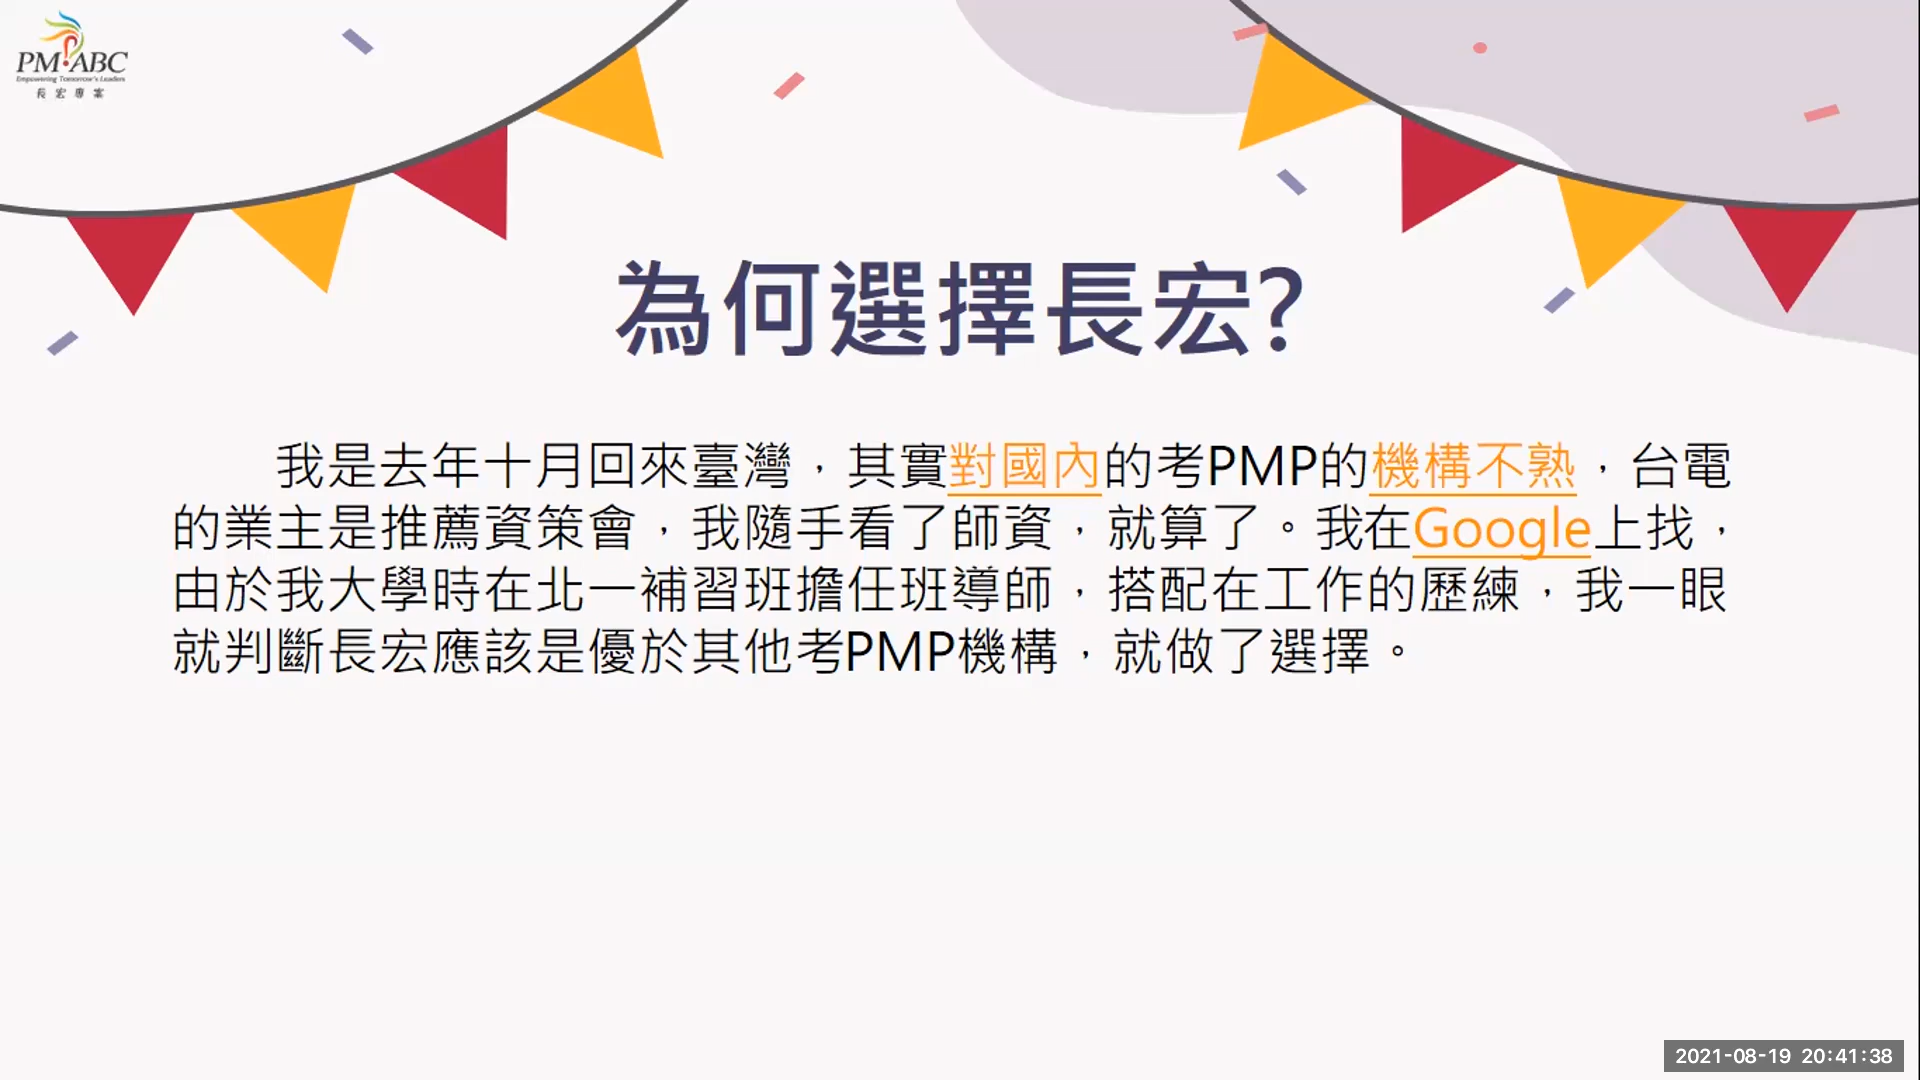 PM ABC
Empowering Tomorrow's Leaders
長宏專案
為何選擇長宏?
我是去年十月回來臺灣，其實對國內的考PMP的機構不熟，台電
的業主是推薦資策會，我隨手看了師資，就算了。我在Google上找，
由於我大學時在北一補習班擔任班導師，搭配在工作的歷練，我一眼
就判斷長宏應該是優於其他考PMP機構，就做了選擇。
2021-08-19 20:41:38